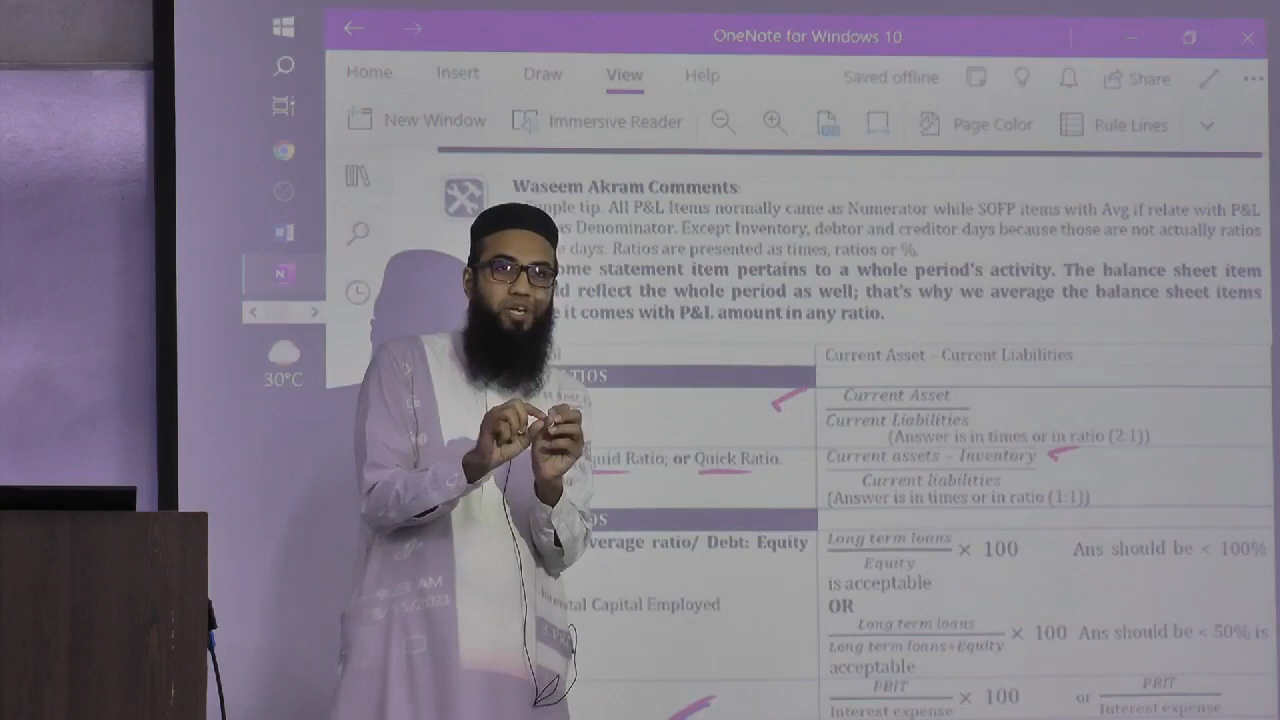 OneNote for Windows 10
Home Insert Draw View Help Saved offline Share
New Window Immersive Reader Page Color Rule Lines
Waseem Akram Comments
ple tip. All P&L Items normally came as Numerator while SOFP items with Avg if relate with P&L
as Denominator. Except Inventory, debtor and creditor days because those are not actually ratios
days. Ratios are presented as times, ratios or %.
ome statement item pertains to a whole period's activity. The balance sheet item
reflect the whole period as well; that's why we average the balance sheet items
it comes with P&L amount in any ratio.
30°C
Current Asset – Current Liabilities
Current Asset
Current Liabilities
(Answer is in times or in ratio (2:1))
quid Ratio; or Quick Ratio.
Current assets – Inventory
Current liabilities
(Answer is in times or in ratio (1:1))
verage ratio/ Debt: Equity
Long term loans
Equity
× 100 Ans should be < 100%
is acceptable
OR
tal Capital Employed
Long term loans
Long term loans+Equity
× 100 Ans should be < 50% is
acceptable
PBIT
Interest expense
× 100 or
PBIT
Interest expense